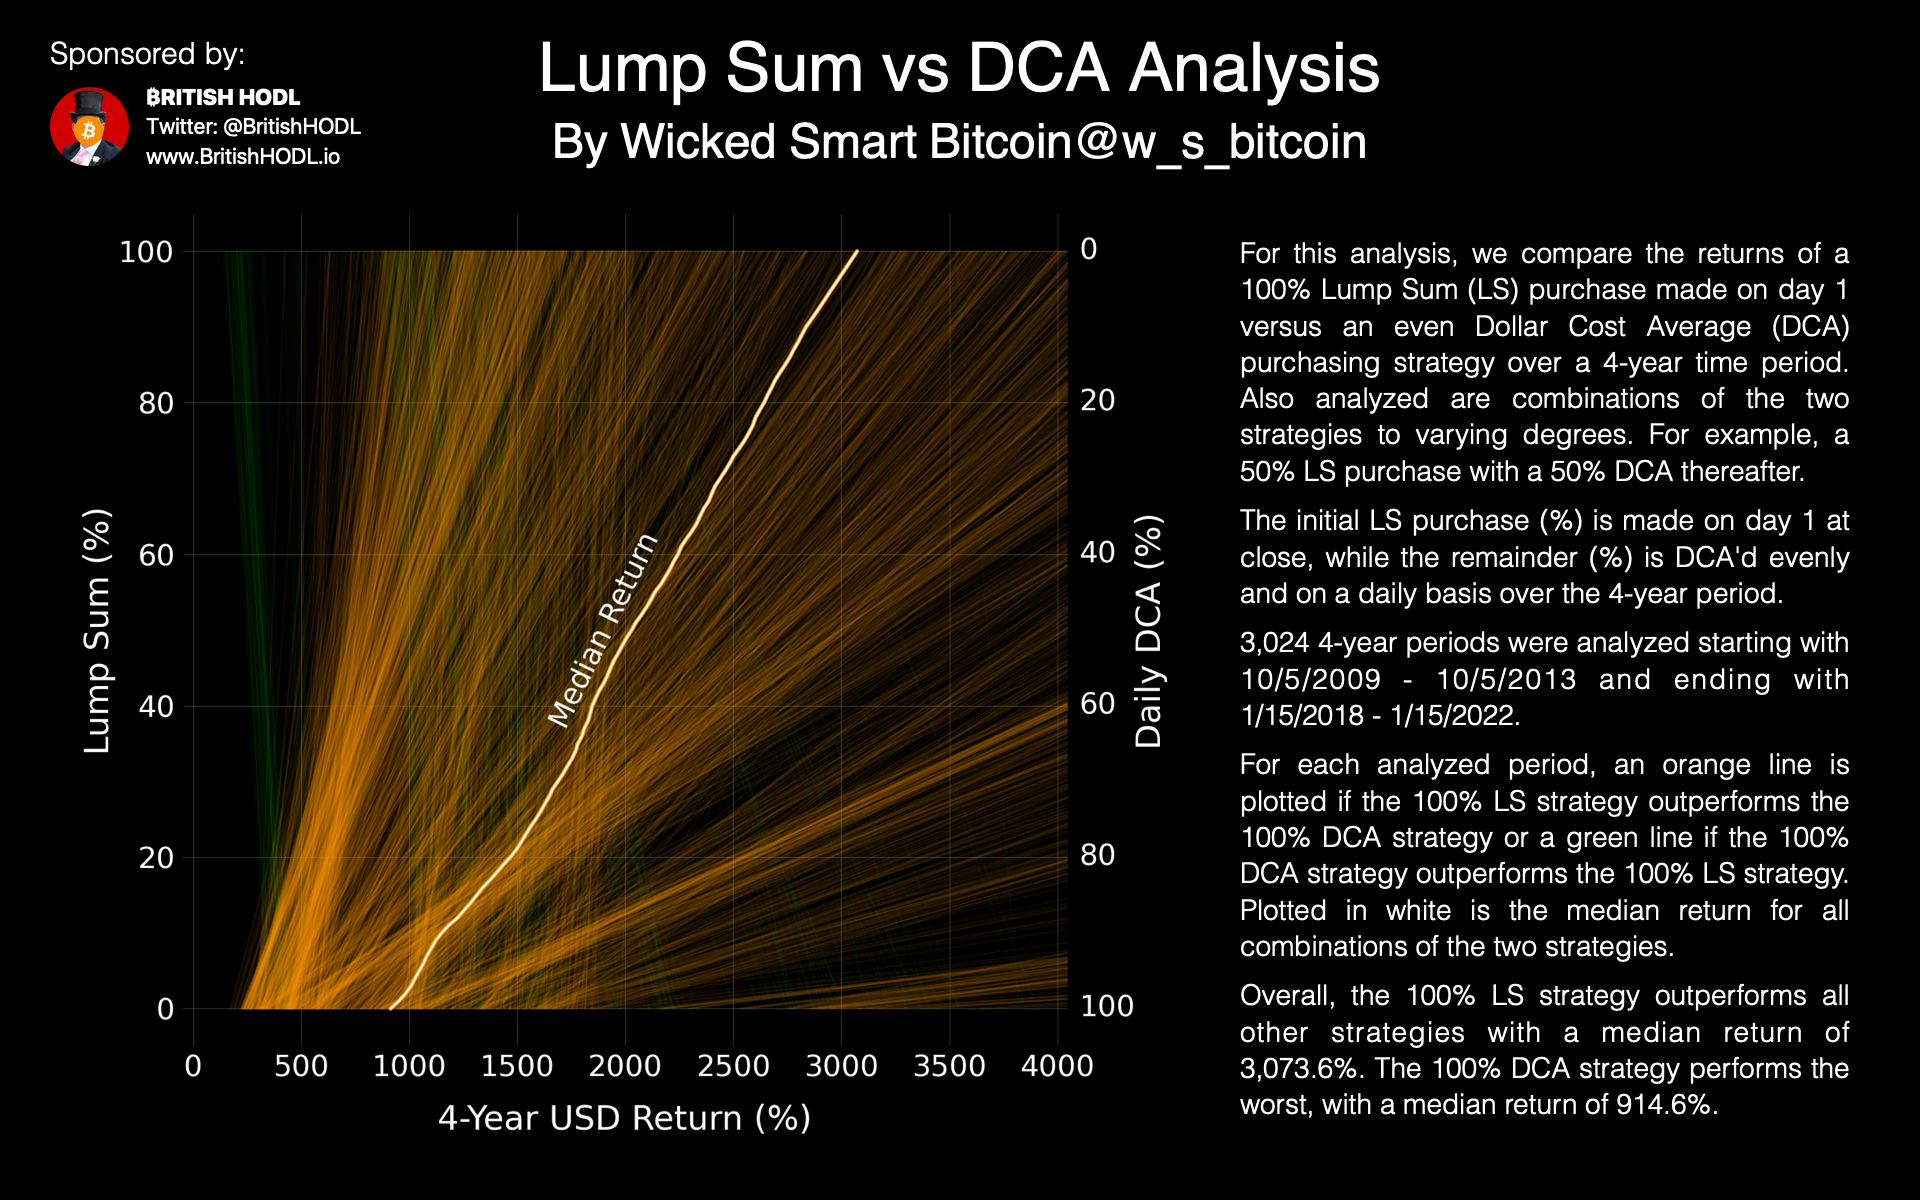 Sponsored by:
₿RITISH HODL
Twitter: @BritishHODL
www.BritishHODL.io
Lump Sum vs DCA Analysis
By Wicked Smart Bitcoin@w_s_bitcoin
100
80
60
40
20
0
Lump Sum (%)
Median Return
0
20
40
60
80
100
Daily DCA (%)
0 500 1000 1500 2000 2500 3000 3500 4000
4-Year USD Return (%)
For this analysis, we compare the returns of a
100% Lump Sum (LS) purchase made on day 1
versus an even Dollar Cost Average (DCA)
purchasing strategy over a 4-year time period.
Also analyzed are combinations of the two
strategies to varying degrees. For example, a
50% LS purchase with a 50% DCA thereafter.
The initial LS purchase (%) is made on day 1 at
close, while the remainder (%) is DCA'd evenly
and on a daily basis over the 4-year period.
3,024 4-year periods were analyzed starting with
10/5/2009 - 10/5/2013 and ending with
1/15/2018 - 1/15/2022.
For each analyzed period, an orange line is
plotted if the 100% LS strategy outperforms the
100% DCA strategy or a green line if the 100%
DCA strategy outperforms the 100% LS strategy.
Plotted in white is the median return for all
combinations of the two strategies.
Overall, the 100% LS strategy outperforms all
other strategies with a median return of
3,073.6%. The 100% DCA strategy performs the
worst, with a median return of 914.6%.